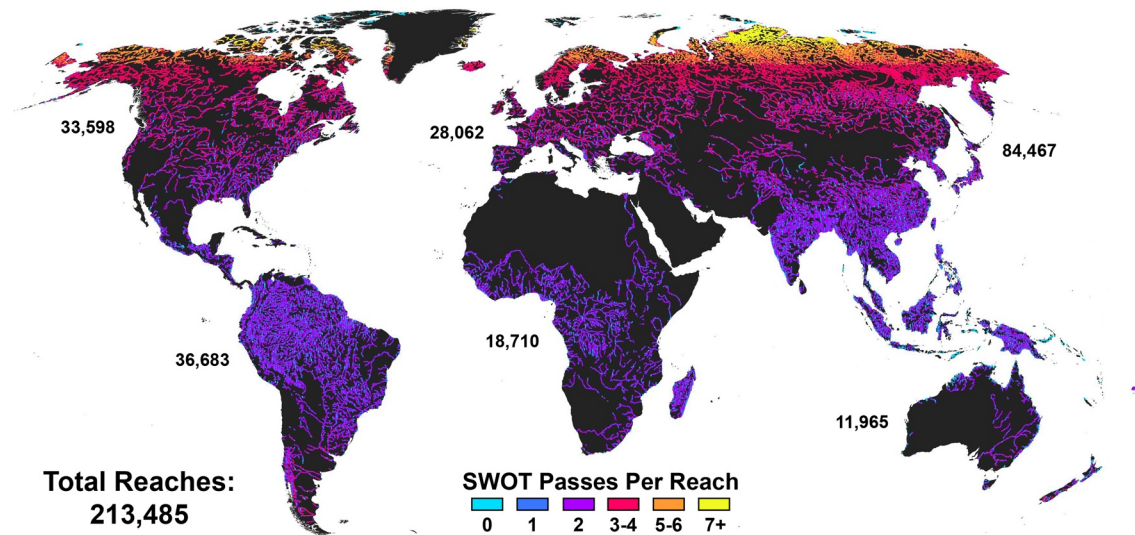 33,598
28,062
84,467
36,683
18,710
11,965
Total Reaches:
213,485
SWOT Passes Per Reach
0 1 2 3-4 5-6 7+